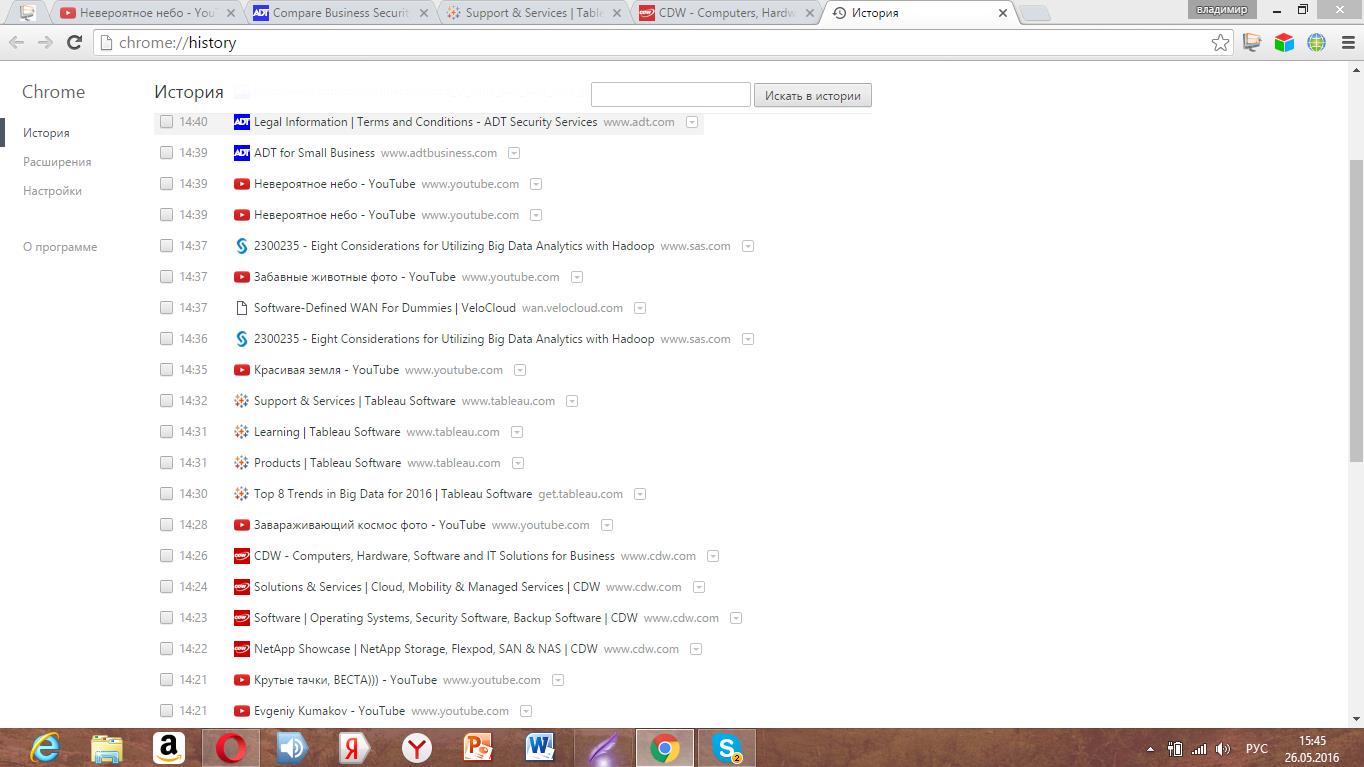 Невероятное небо - You
Compare Business Securit
Support & Services | Table
CDW - Computers, Hardw
История
владимир
chrome://history
Chrome
История
Искать в истории
История
Расширения
Настройки
О программе
14:40 ADT Legal Information | Terms and Conditions - ADT Security Services www.adt.com
14:39 ADT ADT for Small Business www.adtbusiness.com
14:39 Невероятное небо - YouTube www.youtube.com
14:39 Невероятное небо - YouTube www.youtube.com
14:37 2300235 - Eight Considerations for Utilizing Big Data Analytics with Hadoop www.sas.com
14:37 Забавные животные фото - YouTube www.youtube.com
14:37 Software-Defined WAN For Dummies | VeloCloud wan.velocloud.com
14:36 2300235 - Eight Considerations for Utilizing Big Data Analytics with Hadoop www.sas.com
14:35 Красивая земля - YouTube www.youtube.com
14:32 Support & Services | Tableau Software www.tableau.com
14:31 Learning | Tableau Software www.tableau.com
14:31 Products | Tableau Software www.tableau.com
14:30 Top 8 Trends in Big Data for 2016 | Tableau Software get.tableau.com
14:28 Завараживающий космос фото - YouTube www.youtube.com
14:26 CDW CDW - Computers, Hardware, Software and IT Solutions for Business www.cdw.com
14:24 CDW Solutions & Services | Cloud, Mobility & Managed Services | CDW www.cdw.com
14:23 CDW Software | Operating Systems, Security Software, Backup Software | CDW www.cdw.com
14:22 CDW NetApp Showcase | NetApp Storage, Flexpod, SAN & NAS | CDW www.cdw.com
14:21 Крутые тачки, ВЕСТА))) - YouTube www.youtube.com
14:21 Evgeniy Kumakov - YouTube www.youtube.com
РУС
15:45
26.05.2016